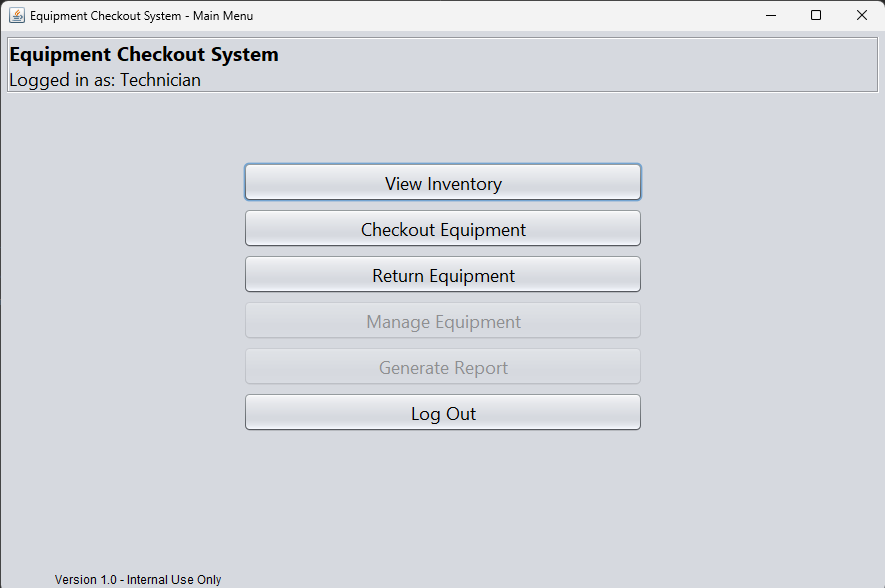 Equipment Checkout System - Main Menu
Equipment Checkout System
Logged in as: Technician
View Inventory
Checkout Equipment
Return Equipment
Manage Equipment
Generate Report
Log Out
Version 1.0 - Internal Use Only